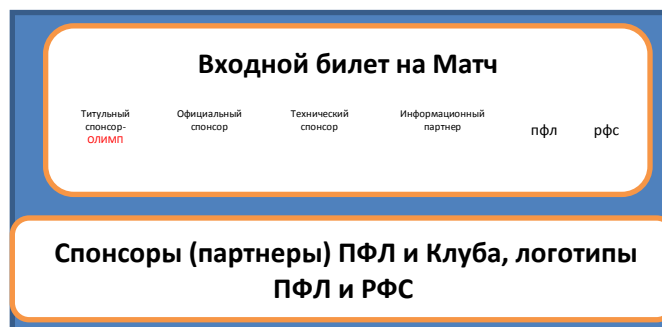 Входной билет на Матч
Титульный спонсор- ОЛИМП
Официальный спонсор
Технический спонсор
Информационный партнер
пфл
рфс
Спонсоры (партнеры) ПФЛ и Клуба, логотипы
ПФЛ и РФС